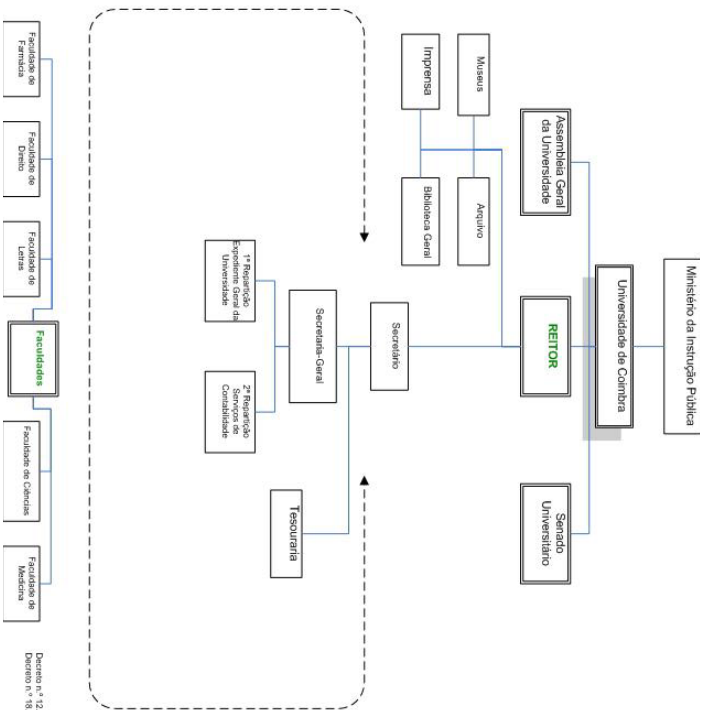 Ministério da Instrução Pública
Universidade de Coimbra
Assembleia Geral
da Universidade
REITOR
Senado
Universitário
Museus
Arquivo
Imprensa
Biblioteca Geral
Secretário
Secretaria-Geral
Tesouraria
1ª Repartição
Expediente Geral da
Universidade
2ª Repartição
Serviços de
Contabilidade
Faculdades
Faculdade de
Farmácia
Faculdade de
Direito
Faculdade de
Letras
Faculdade de Ciências
Faculdade de
Medicina
Decreto n.º 12.
Decreto n.º 18.